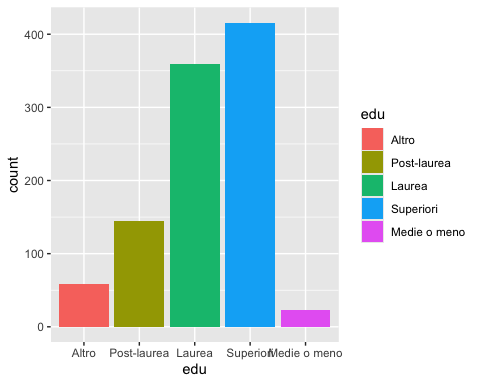 400
300
200
100
0
count
Altro Post-laurea Laurea Superiori Medie o meno
edu
edu
Altro
Post-laurea
Laurea
Superiori
Medie o meno